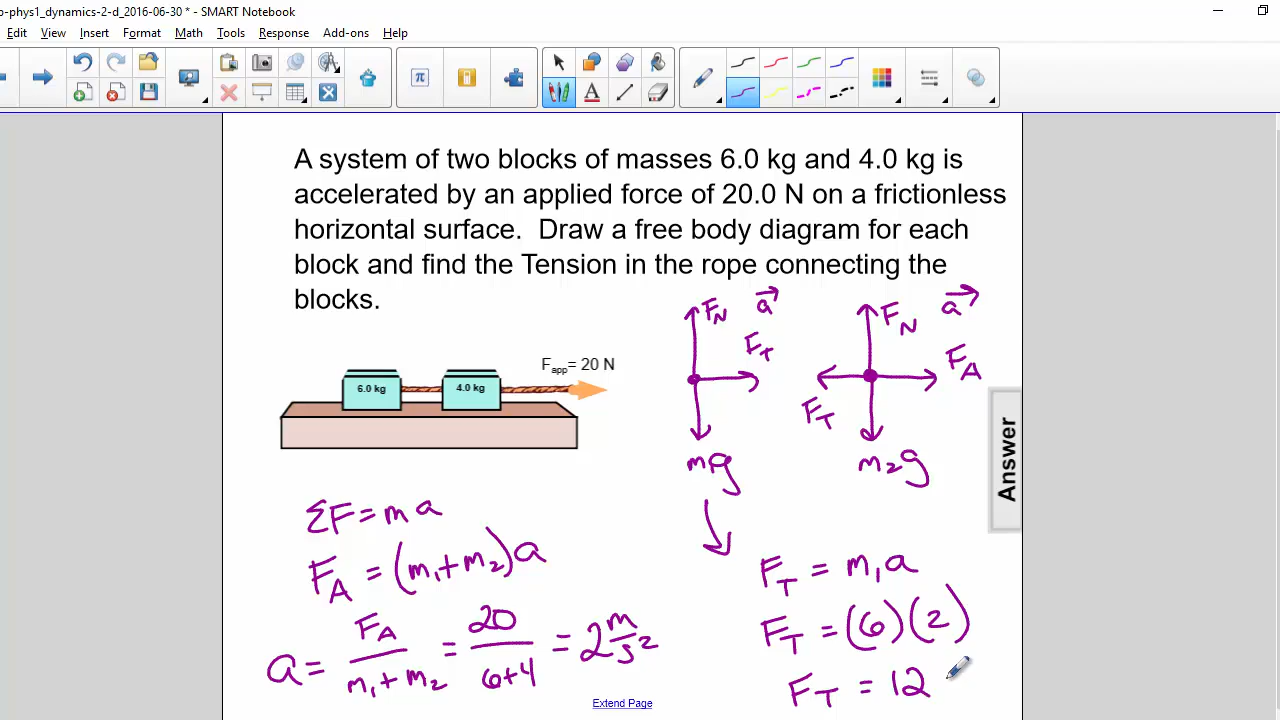 o-phys1_dynamics-2-d_2016-06-30 * - SMART Notebook
Edit View Insert Format Math Tools Response Add-ons Help
π
A
A system of two blocks of masses 6.0 kg and 4.0 kg is
accelerated by an applied force of 20.0 N on a frictionless
horizontal surface. Draw a free body diagram for each
block and find the Tension in the rope connecting the
blocks.
Fapp= 20 N
6.0 kg
4.0 kg
FN a
FT
mg
FN a
FA
FT
m2g
Answer
ΣF = ma
FA = (m1+m2)a
a = FA/(m1+m2) = 20/(6+4) = 2 m/s2
FT = m1a
FT = (6)(2)
FT = 12
Extend Page